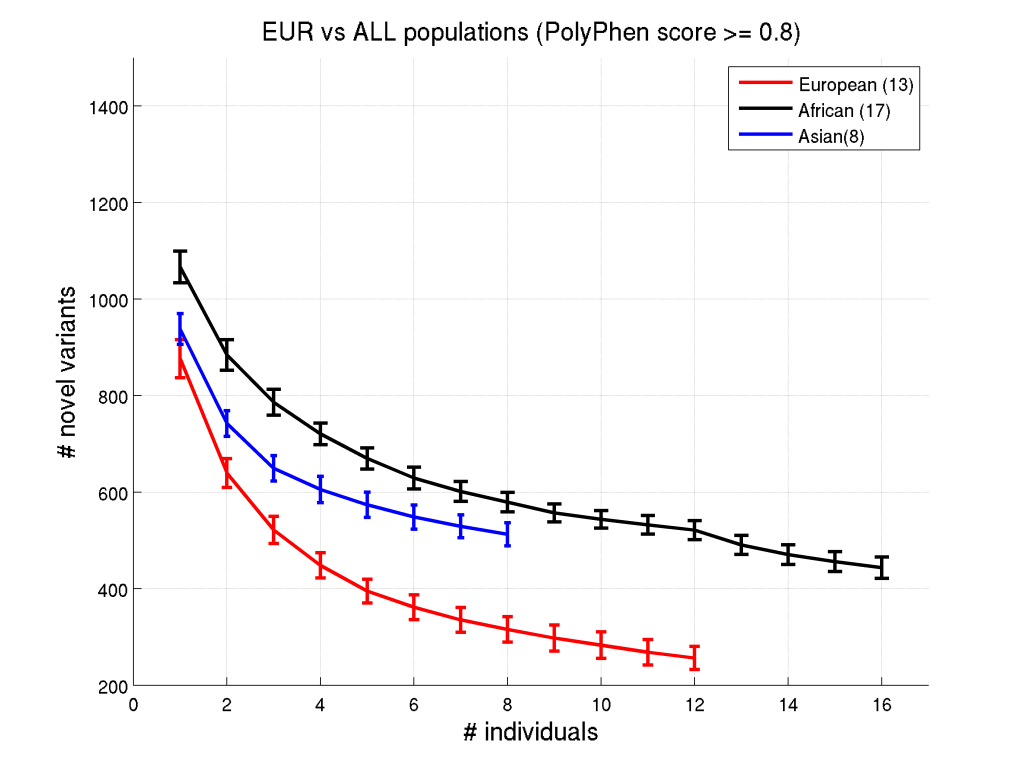 EUR vs ALL populations (PolyPhen score >= 0.8)
European (13)
African (17)
Asian(8)
# novel variants
1400
1200
1000
800
600
400
200
0 2 4 6 8 10 12 14 16
# individuals